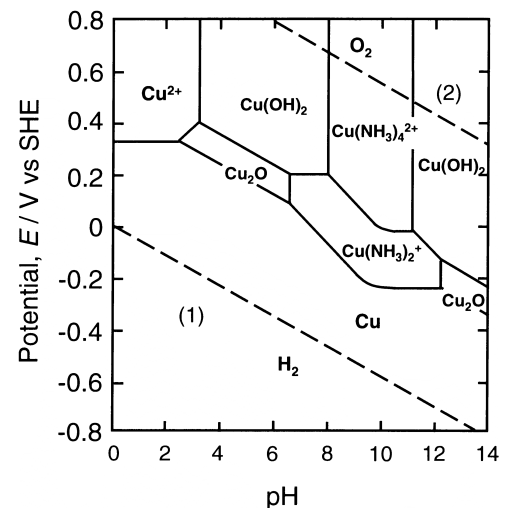 0.8
0.6
0.4
0.2
0
-0.2
-0.4
-0.6
-0.8
Potential, E / V vs SHE
O₂
(2)
Cu²⁺
Cu(OH)₂
Cu(NH₃)₄²⁺
Cu(OH)₂
Cu₂O
Cu(NH₃)₂⁺
Cu₂O
(1)
Cu
H₂
0 2 4 6 8 10 12 14
pH